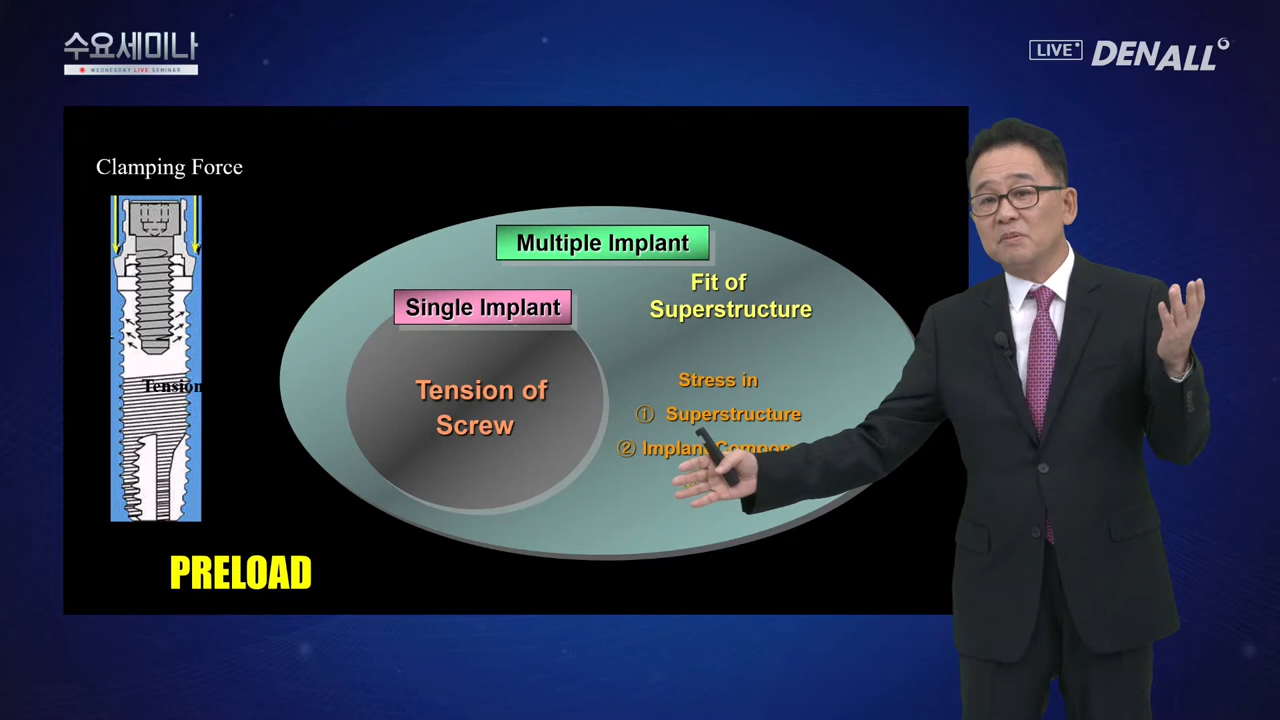 수요세미나
WEDNESDAY LIVE SEMINAR
LIVE
DENALL
Clamping Force
Tension
PRELOAD
Multiple Implant
Single Implant
Fit of
Superstructure
Tension of
Screw
Stress in
① Superstructure
② Implant